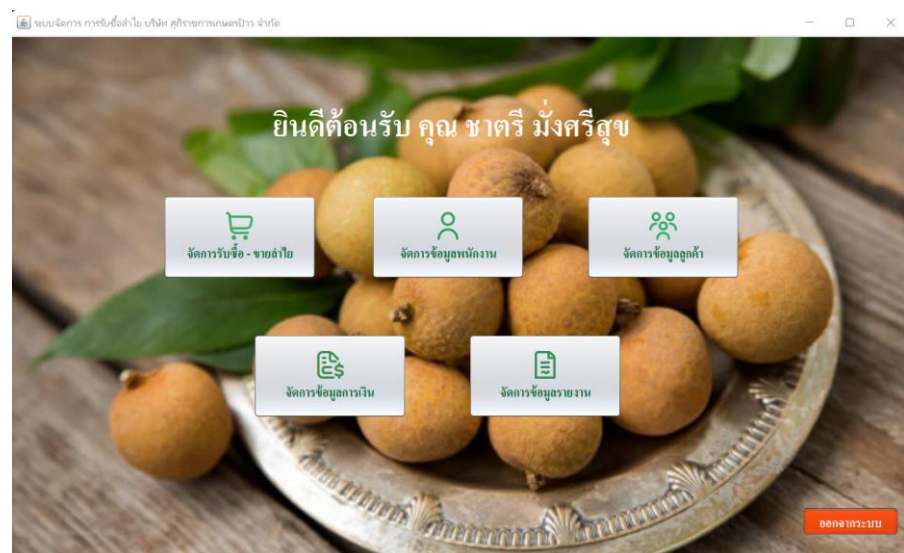 ระบบจัดการ การรับซื้อลำไย บริษัท สุภิราชการเกษตรป๊าว จำกัด
ยินดีต้อนรับ คุณ ชาตรี มั่งศรีสุข
จัดการรับซื้อ - ขายลำไย
จัดการข้อมูลพนักงาน
จัดการข้อมูลลูกค้า
จัดการข้อมูลการเงิน
จัดการข้อมูลรายงาน
ออกจากระบบ